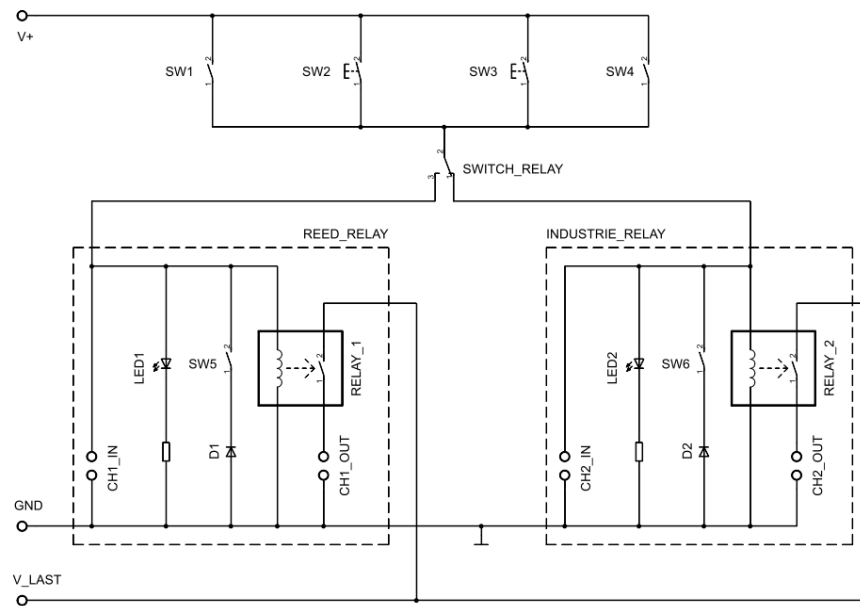 V+
SW1
2
1
SW2
2
1
SW3
2
1
SW4
2
1
SWITCH_RELAY
2
3
1
REED_RELAY
INDUSTRIE_RELAY
LED1
SW5
2
1
2
1
RELAY_1
LED2
SW6
2
1
2
1
RELAY_2
CH1_IN
D1
CH1_OUT
CH2_IN
D2
CH2_OUT
GND
V_LAST